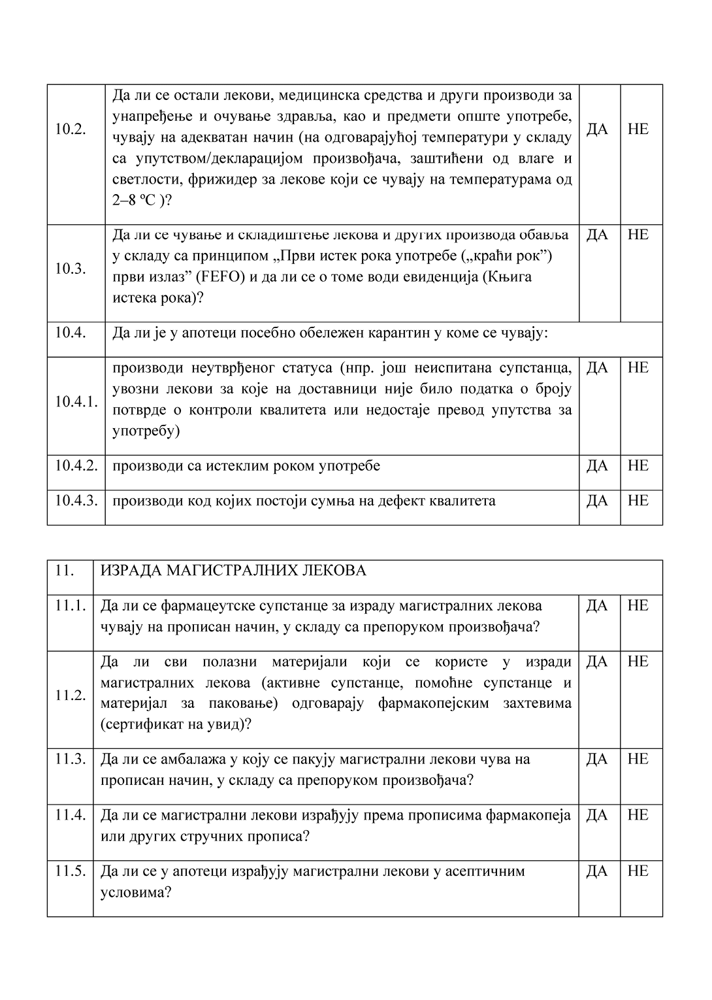 Да ли се остали лекови, медицинска средства и други производи за
унапређење и очување здравља, као и предмети опште употребе,
10.2. чувају на адекватан начин (на одговарајућој температури у складу ДА НЕ
са упутством/декларацијом произвођача, заштићени од влаге и
светлости, фрижидер за лекове који се чувају на температурама од
2–8 ºС )?
Да ли се чување и складиштење лекова и других производа обавља ДА НЕ
у складу са принципом „Први истек рока употребе („краћи рок”)
10.3. први излаз” (FEFO) и да ли се о томе води евиденција (Књига
истека рока)?
10.4. Да ли је у апотеци посебно обележен карантин у коме се чувају:
производи неутврђеног статуса (нпр. још неиспитана супстанца, ДА НЕ
увозни лекови за које на доставници није било податка о броју
10.4.1. потврде о контроли квалитета или недостаје превод упутства за
употребу)
10.4.2. производи са истеклим роком употребе ДА НЕ
10.4.3. производи код којих постоји сумња на дефект квалитета ДА НЕ
11. ИЗРАДА МАГИСТРАЛНИХ ЛЕКОВА
11.1. Да ли се фармацеутске супстанце за израду магистралних лекова ДА НЕ
чувају на прописан начин, у складу са препоруком произвођача?
Да ли сви полазни материјали који се користе у изради ДА НЕ
магистралних лекова (активне супстанце, помоћне супстанце и
11.2. материјал за паковање) одговарају фармакопејским захтевима
(сертификат на увид)?
11.3. Да ли се амбалажа у коју се пакују магистрални лекови чува на ДА НЕ
прописан начин, у складу са препоруком произвођача?
11.4. Да ли се магистрални лекови израђују према прописима фармакопеја ДА НЕ
или других стручних прописа?
11.5. Да ли се у апотеци израђују магистрални лекови у асептичним ДА НЕ
условима?